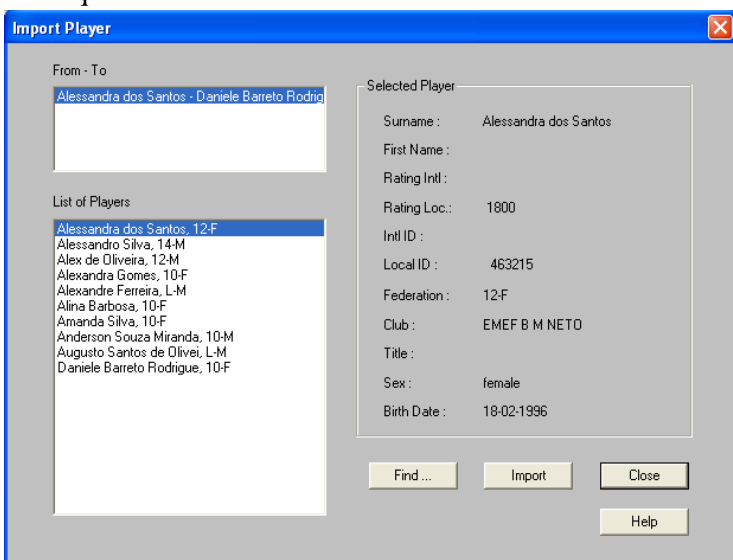 Import Player
From - To
Alessandra dos Santos - Daniele Barreto Rodrig
List of Players
Alessandra dos Santos, 12-F
Alessandro Silva, 14-M
Alex de Oliveira, 12-M
Alexandra Gomes, 10-F
Alexandre Ferreira, L-M
Alina Barbosa, 10-F
Amanda Silva, 10-F
Anderson Souza Miranda, 10-M
Augusto Santos de Olivei, L-M
Daniele Barreto Rodrigue, 10-F
Selected Player
Surname : Alessandra dos Santos
First Name :
Rating Intl :
Rating Loc.: 1800
Intl ID :
Local ID : 463215
Federation : 12-F
Club : EMEF B M NETO
Title :
Sex : female
Birth Date : 18-02-1996
Find ... Import Close
Help